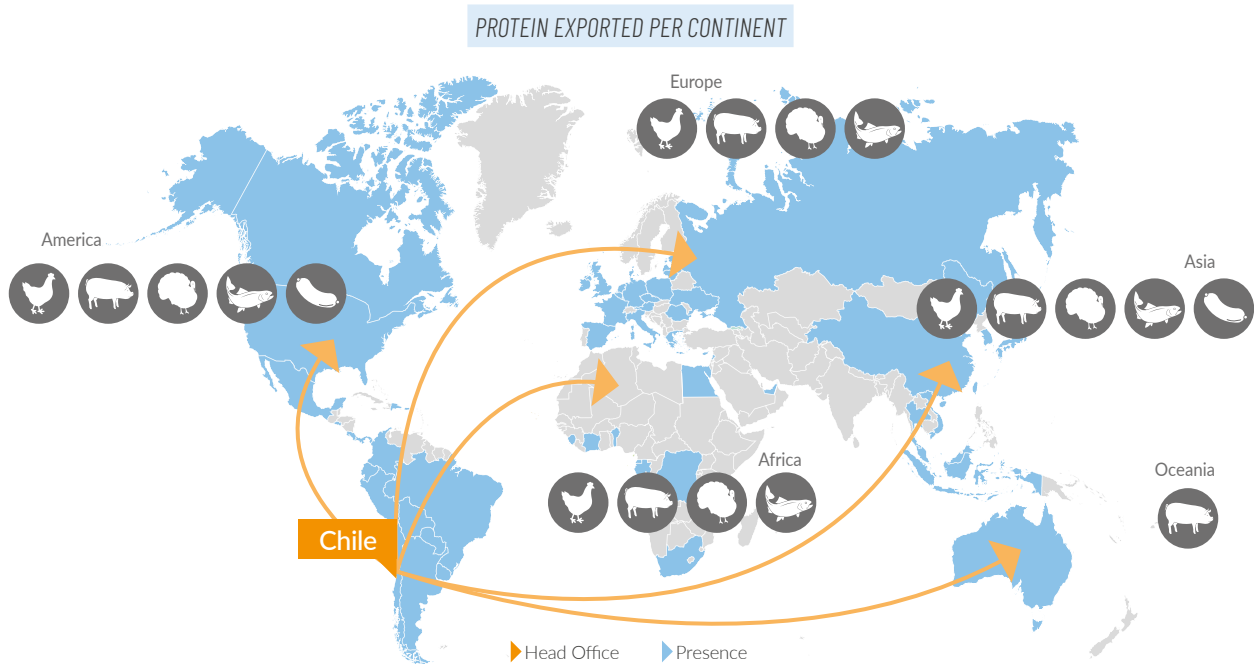 PROTEIN EXPORTED PER CONTINENT
Europe
America
Asia
Africa
Oceania
Chile
Head Office
Presence